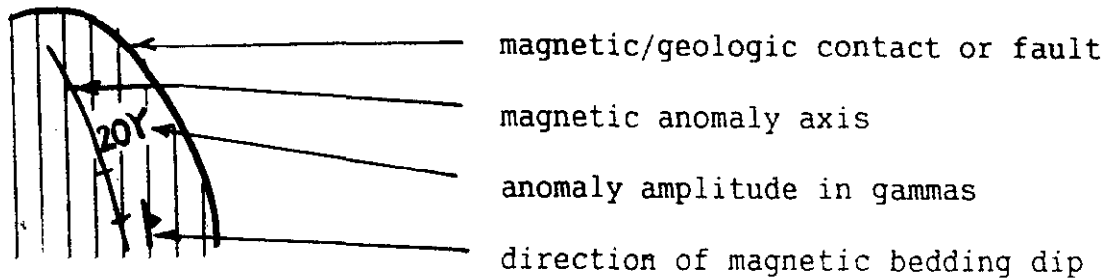 magnetic/geologic contact or fault
magnetic anomaly axis
20γ
anomaly amplitude in gammas
direction of magnetic bedding dip